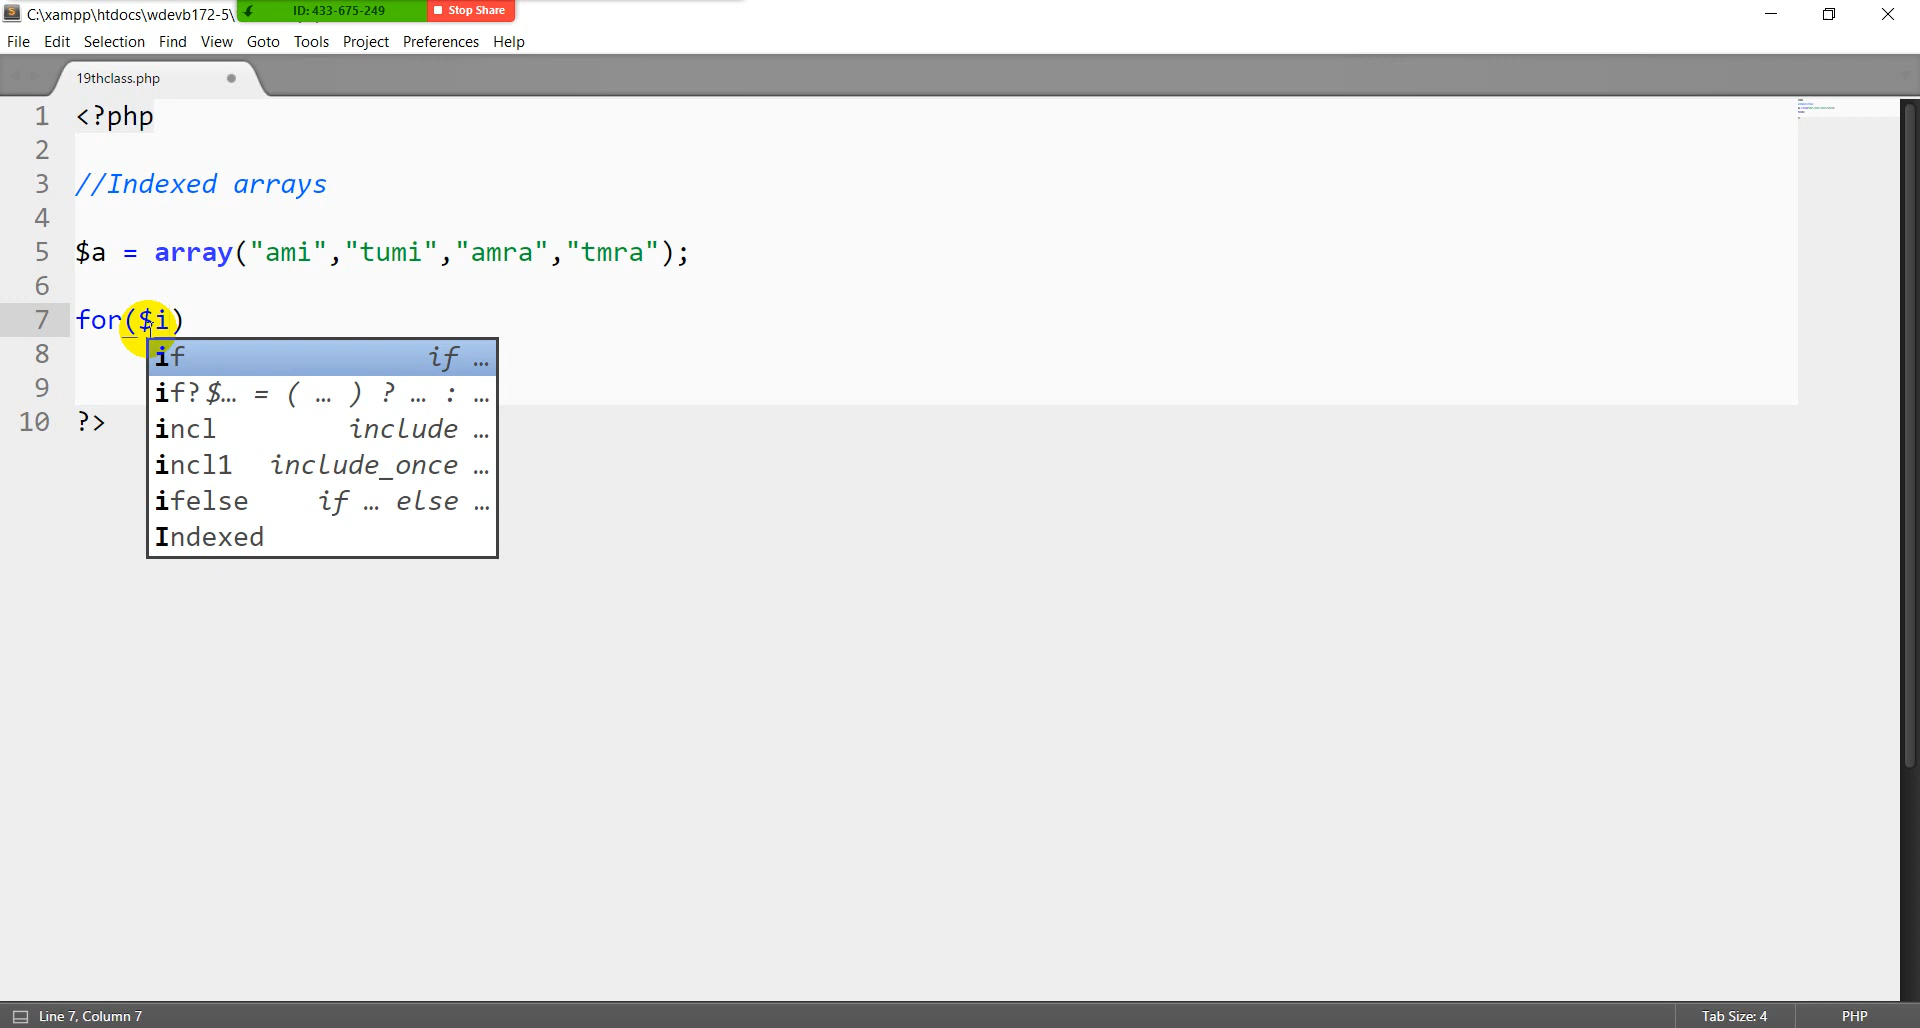 C:\xampp\htdocs\wdevb172-5\
ID: 433-675-249
Stop Share
File Edit Selection Find View Goto Tools Project Preferences Help
19thclass.php
1 <?php
2
3 //Indexed arrays
4
5 $a = array("ami","tumi","amra","tmra");
6
7 for($i)
8
9
10 ?>
if if …
if? $… = ( … ) ? … : …
incl include …
incl1 include_once …
ifelse if … else …
Indexed
Line 7, Column 7
Tab Size: 4
PHP